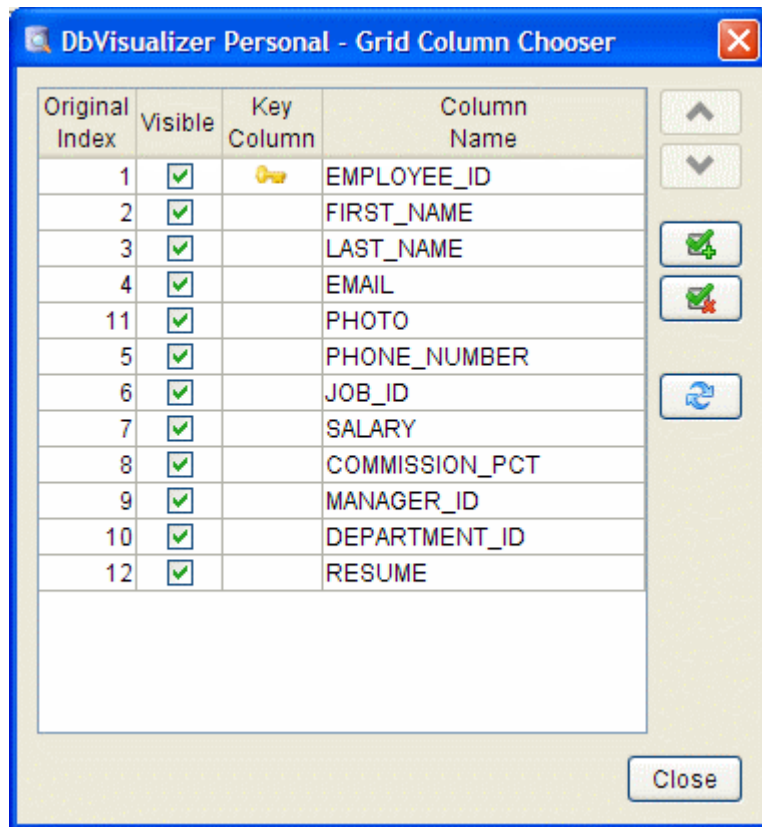 DbVisualizer Personal - Grid Column Chooser
Original Index Visible Key Column Column Name
1 EMPLOYEE_ID
2 FIRST_NAME
3 LAST_NAME
4 EMAIL
11 PHOTO
5 PHONE_NUMBER
6 JOB_ID
7 SALARY
8 COMMISSION_PCT
9 MANAGER_ID
10 DEPARTMENT_ID
12 RESUME
Close